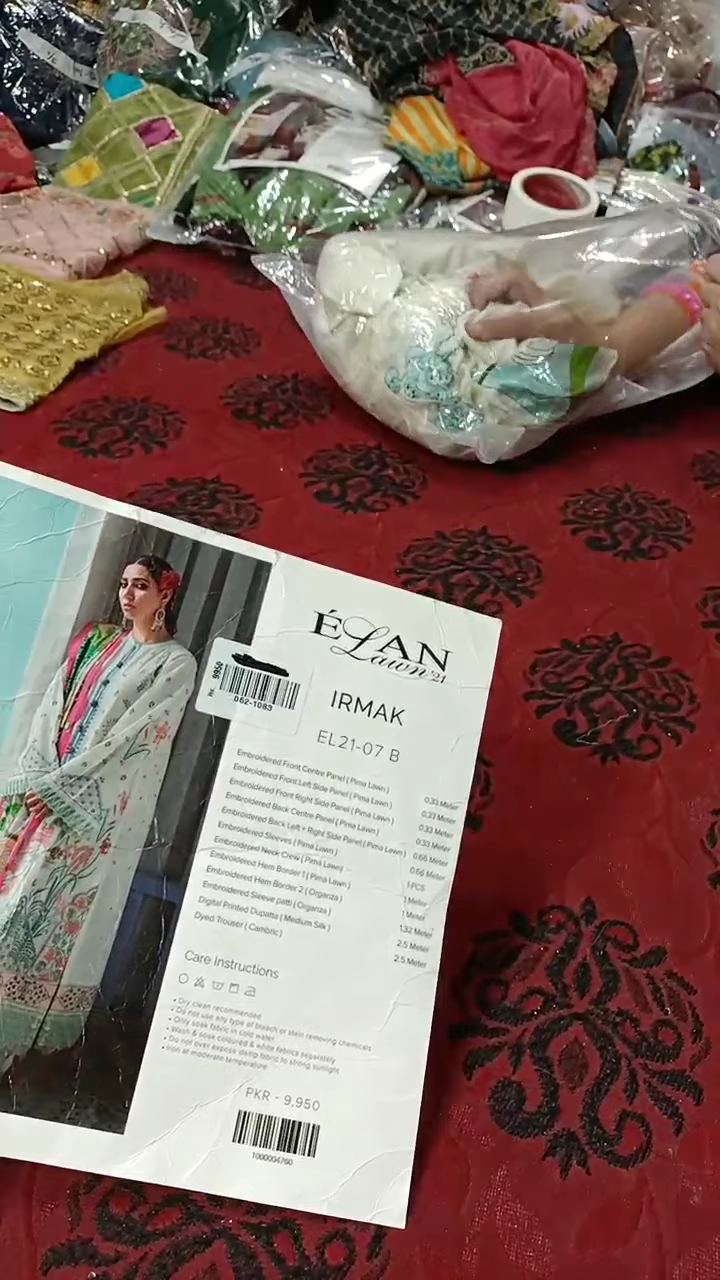 ÉLAN
Lawn'21
IRMAK
EL21-07 B
9950
062-1083
Embroidered Front Centre Panel ( Pima Lawn ) 0.33 Meter
Embroidered Front Left Side Panel ( Pima Lawn ) 0.33 Meter
Embroidered Front Right Side Panel ( Pima Lawn ) 0.33 Meter
Embroidered Back Centre Panel ( Pima Lawn ) 0.33 Meter
Embroidered Back Left + Right Side Panel ( Pima Lawn ) 0.66 Meter
Embroidered Sleeves ( Pima Lawn ) 0.66 Meter
Embroidered Neck Crew ( Pima Lawn ) 1 PCS
Embroidered Hem Border 1 ( Pima Lawn ) 1 Meter
Embroidered Hem Border 2 ( Organza ) 1 Meter
Embroidered Sleeve patti ( Organza ) 1.32 Meter
Digital Printed Dupatta ( Medium Silk ) 2.5 Meter
Dyed Trouser ( Cambric ) 2.5 Meter
Care Instructions
• Dry clean recommended
• Do not use any type of bleach or stain removing chemicals
• Only soak fabric in cold water
• Wash & soak coloured & white fabrics separately
• Do not over expose damp fabric to strong sunlight
• Iron at moderate temperature
PKR - 9,950
1000004760